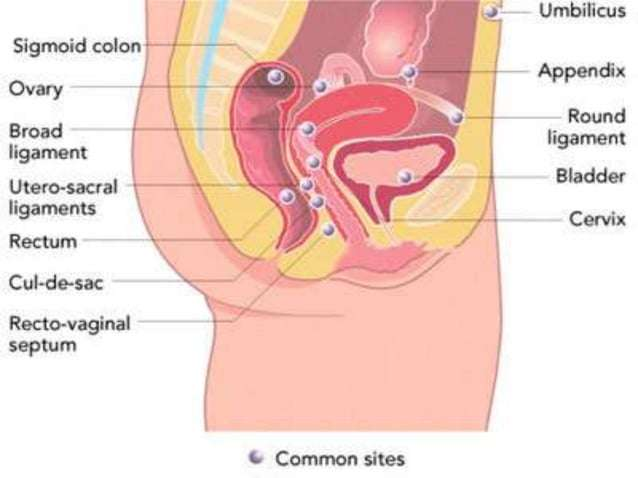 Sigmoid colon
Ovary
Broad
ligament
Utero-sacral
ligaments
Rectum
Cul-de-sac
Recto-vaginal
septum
Umbilicus
Appendix
Round
ligament
Bladder
Cervix
Common sites